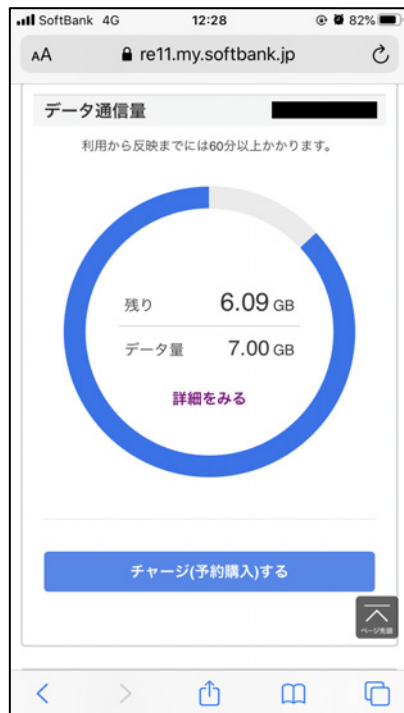 SoftBank 4G 12:28 82%
AA re11.my.softbank.jp
データ通信量
利用から反映までには60分以上かかります。
残り 6.09 GB
データ量 7.00 GB
詳細をみる
チャージ(予約購入)する
ページ先頭